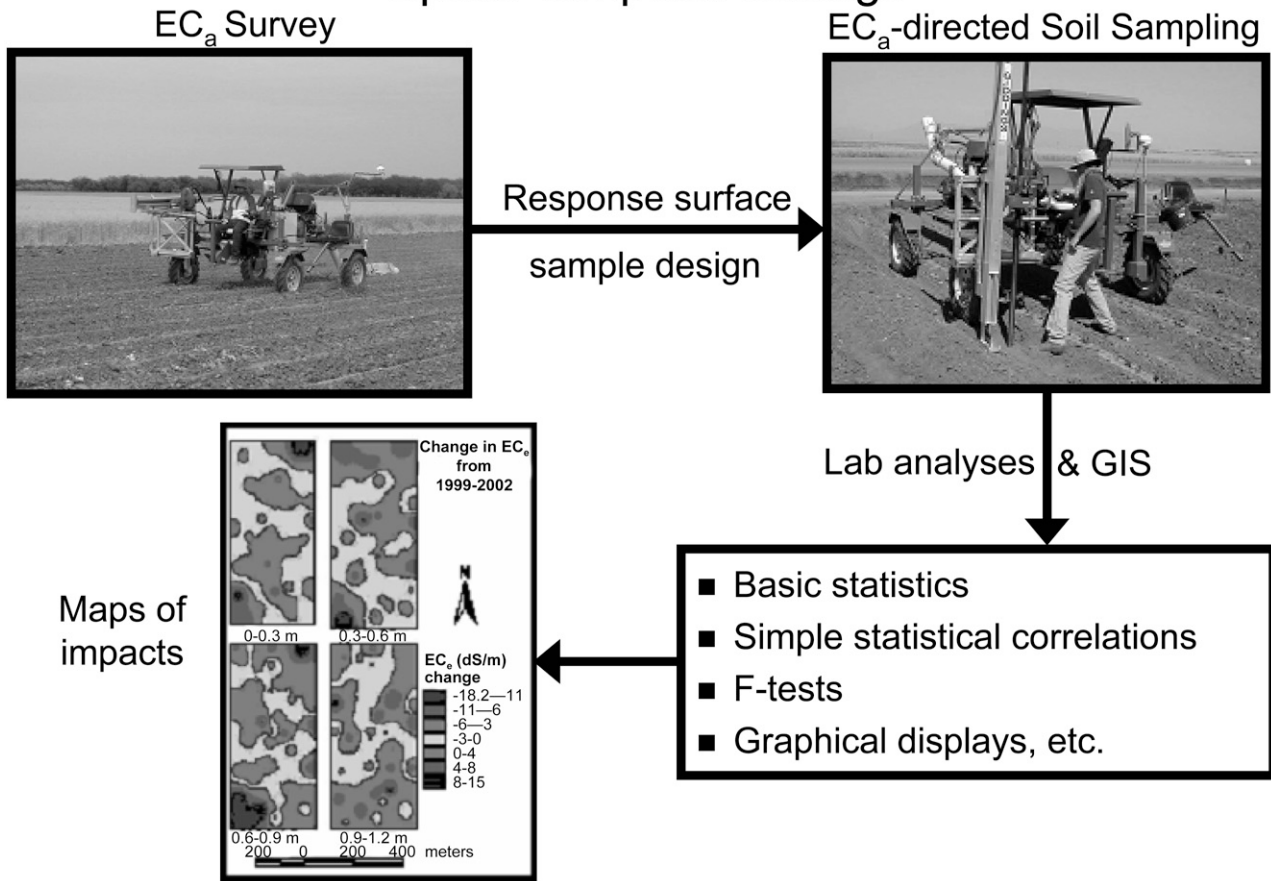 ECa Survey
ECa-directed Soil Sampling
GIDDINGS
Response surface
sample design
Lab analyses & GIS
■ Basic statistics
■ Simple statistical correlations
■ F-tests
■ Graphical displays, etc.
Maps of
impacts
Change in ECe
from
1999-2002
N
0-0.3 m
0.3-0.6 m
ECe (dS/m)
change
-18.2—11
-11—6
-6—3
-3-0
0-4
4-8
8-15
0.6-0.9 m
0.9-1.2 m
200 0 200 400 meters